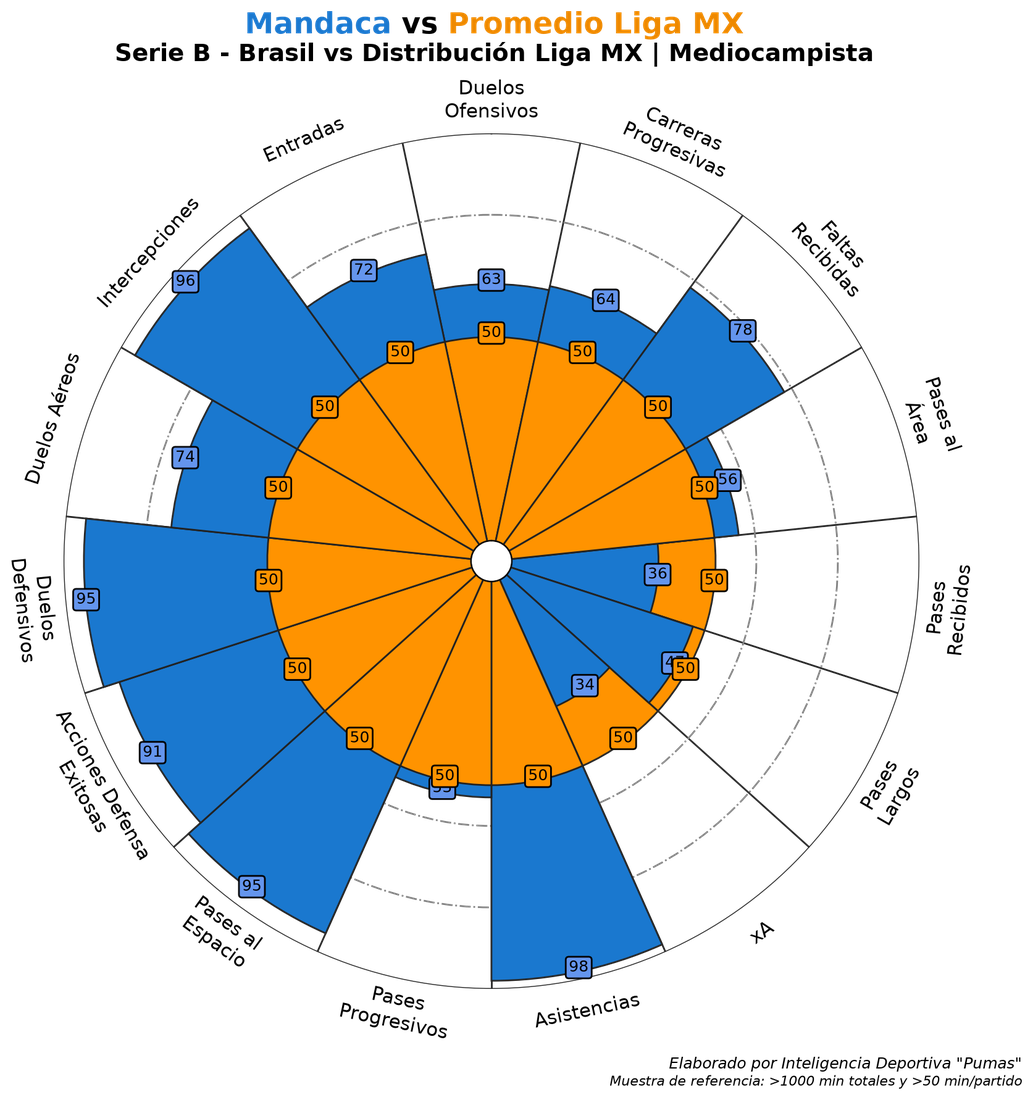 Mandaca vs Promedio Liga MX
Serie B - Brasil vs Distribución Liga MX | Mediocampista
Duelos
Ofensivos
63
50
Carreras
Progresivas
64
50
Faltas
Recibidas
78
50
Pases al
Área
56
50
Pases
Recibidos
36
50
Pases
Largos
50
xA
34
50
Asistencias
98
50
Pases
Progresivos
50
Pases al
Espacio
95
50
Acciones Defensa
Exitosas
91
50
Duelos
Defensivos
95
50
Duelos Aéreos
74
50
Intercepciones
96
50
Entradas
72
50
Elaborado por Inteligencia Deportiva "Pumas"
Muestra de referencia: >1000 min totales y >50 min/partido